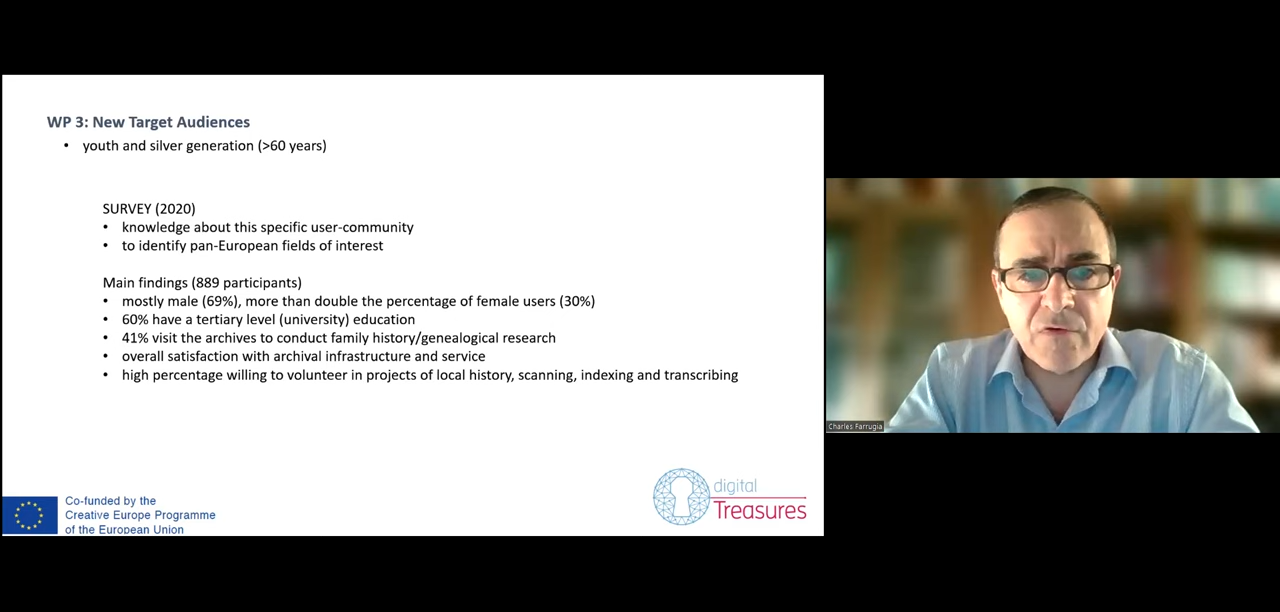 WP 3: New Target Audiences
• youth and silver generation (>60 years)
SURVEY (2020)
• knowledge about this specific user-community
• to identify pan-European fields of interest
Main findings (889 participants)
• mostly male (69%), more than double the percentage of female users (30%)
• 60% have a tertiary level (university) education
• 41% visit the archives to conduct family history/genealogical research
• overall satisfaction with archival infrastructure and service
• high percentage willing to volunteer in projects of local history, scanning, indexing and transcribing
Co-funded by the
Creative Europe Programme
of the European Union
digital
Treasures
Charles Farrugia